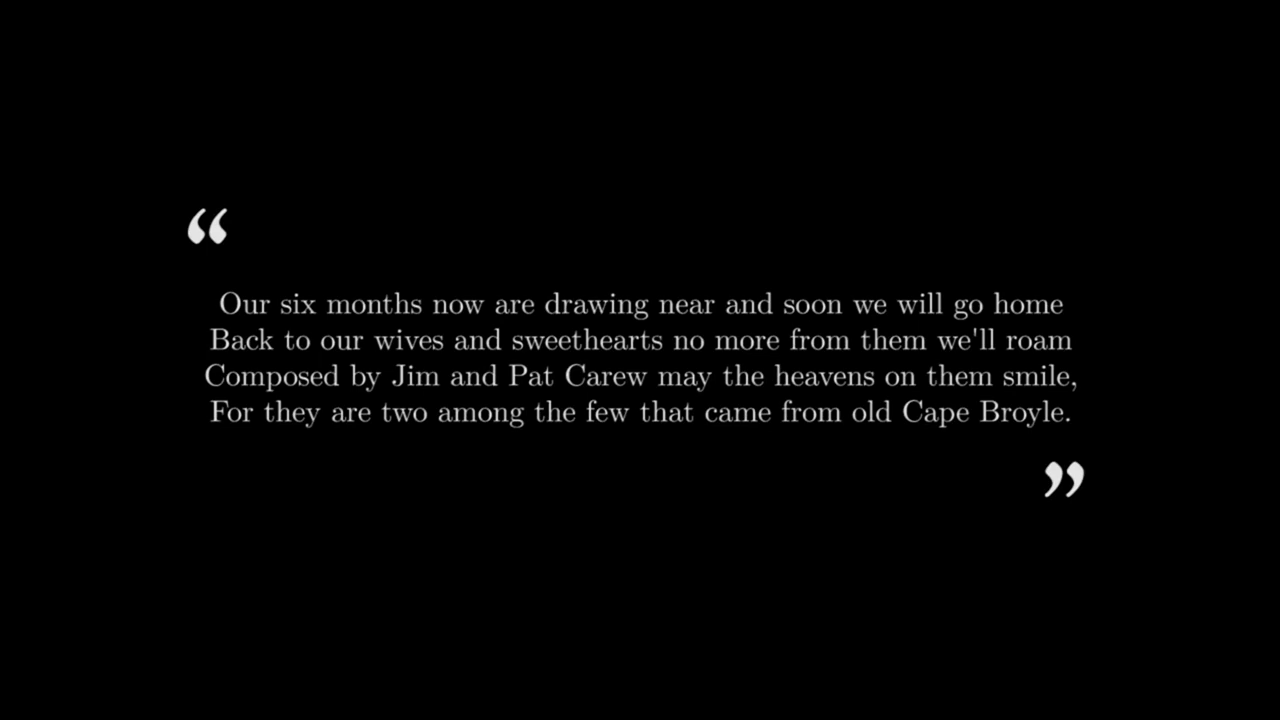 “
Our six months now are drawing near and soon we will go home
Back to our wives and sweethearts no more from them we'll roam
Composed by Jim and Pat Carew may the heavens on them smile,
For they are two among the few that came from old Cape Broyle.
”